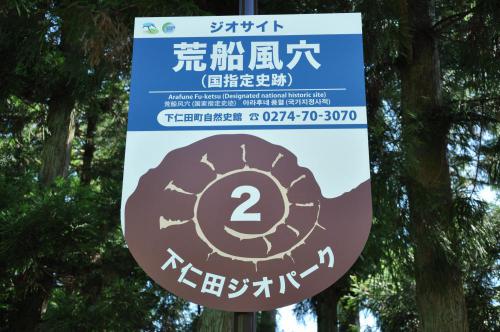 ジオサイト
荒船風穴
(国指定史跡)
Arafune Fu-ketsu (Designated national historic site)
荒船风穴 (国家指定史迹) 아라후네 풍혈 (국가지정사적)
下仁田町自然史館 ☎ 0274-70-3070
2
下仁田ジオパーク